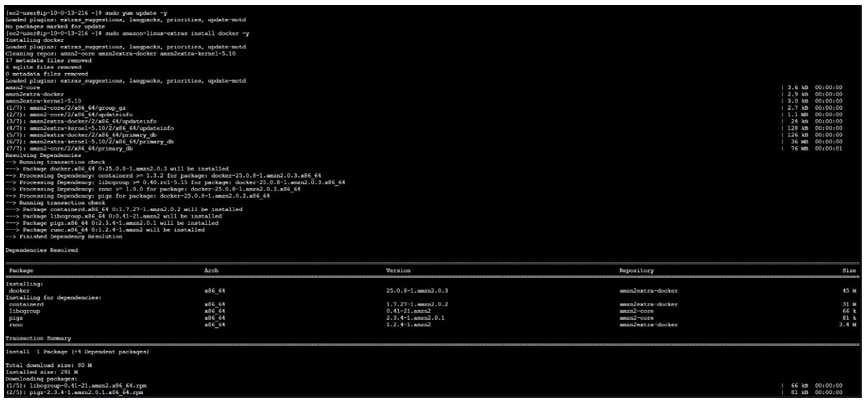 [ec2-user@ip-10-0-13-216 ~]$ sudo yum update -y
Loaded plugins: extras_suggestions, langpacks, priorities, update-motd
No packages marked for update
[ec2-user@ip-10-0-13-216 ~]$ sudo amazon-linux-extras install docker -y
Installing docker
Loaded plugins: extras_suggestions, langpacks, priorities, update-motd
Cleaning repos: amzn2-core amzn2extra-docker amzn2extra-kernel-5.10
17 metadata files removed
6 sqlite files removed
0 metadata files removed
Loaded plugins: extras_suggestions, langpacks, priorities, update-motd
amzn2-core | 3.6 kB 00:00:00
amzn2extra-docker | 2.9 kB 00:00:00
amzn2extra-kernel-5.10 | 3.0 kB 00:00:00
(1/7): amzn2-core/2/x86_64/group_gz | 2.7 kB 00:00:00
(2/7): amzn2-core/2/x86_64/updateinfo | 1.1 MB 00:00:00
(3/7): amzn2extra-docker/2/x86_64/updateinfo | 24 kB 00:00:00
(4/7): amzn2extra-kernel-5.10/2/x86_64/updateinfo | 128 kB 00:00:00
(5/7): amzn2extra-docker/2/x86_64/primary_db | 126 kB 00:00:00
(6/7): amzn2extra-kernel-5.10/2/x86_64/primary_db | 36 MB 00:00:00
(7/7): amzn2-core/2/x86_64/primary_db | 76 MB 00:00:01
Resolving Dependencies
--> Running transaction check
---> Package docker.x86_64 0:25.0.8-1.amzn2.0.3 will be installed
--> Processing Dependency: containerd >= 1.3.2 for package: docker-25.0.8-1.amzn2.0.3.x86_64
--> Processing Dependency: libcgroup >= 0.40.rc1-5.15 for package: docker-25.0.8-1.amzn2.0.3.x86_64
--> Processing Dependency: runc >= 1.0.0 for package: docker-25.0.8-1.amzn2.0.3.x86_64
--> Processing Dependency: pigz for package: docker-25.0.8-1.amzn2.0.3.x86_64
--> Running transaction check
---> Package containerd.x86_64 0:1.7.27-1.amzn2.0.2 will be installed
---> Package libcgroup.x86_64 0:0.41-21.amzn2 will be installed
---> Package pigz.x86_64 0:2.3.4-1.amzn2.0.1 will be installed
---> Package runc.x86_64 0:1.2.4-1.amzn2 will be installed
--> Finished Dependency Resolution
Dependencies Resolved
Package Arch Version Repository Size
Installing:
docker x86_64 25.0.8-1.amzn2.0.3 amzn2extra-docker 45 M
Installing for dependencies:
containerd x86_64 1.7.27-1.amzn2.0.2 amzn2extra-docker 31 M
libcgroup x86_64 0.41-21.amzn2 amzn2-core 66 k
pigz x86_64 2.3.4-1.amzn2.0.1 amzn2-core 81 k
runc x86_64 1.2.4-1.amzn2 amzn2extra-docker 3.4 M
Transaction Summary
Install 1 Package (+4 Dependent packages)
Total download size: 80 M
Installed size: 291 M
Downloading packages:
(1/5): libcgroup-0.41-21.amzn2.x86_64.rpm | 66 kB 00:00:00
(2/5): pigz-2.3.4-1.amzn2.0.1.x86_64.rpm | 81 kB 00:00:00